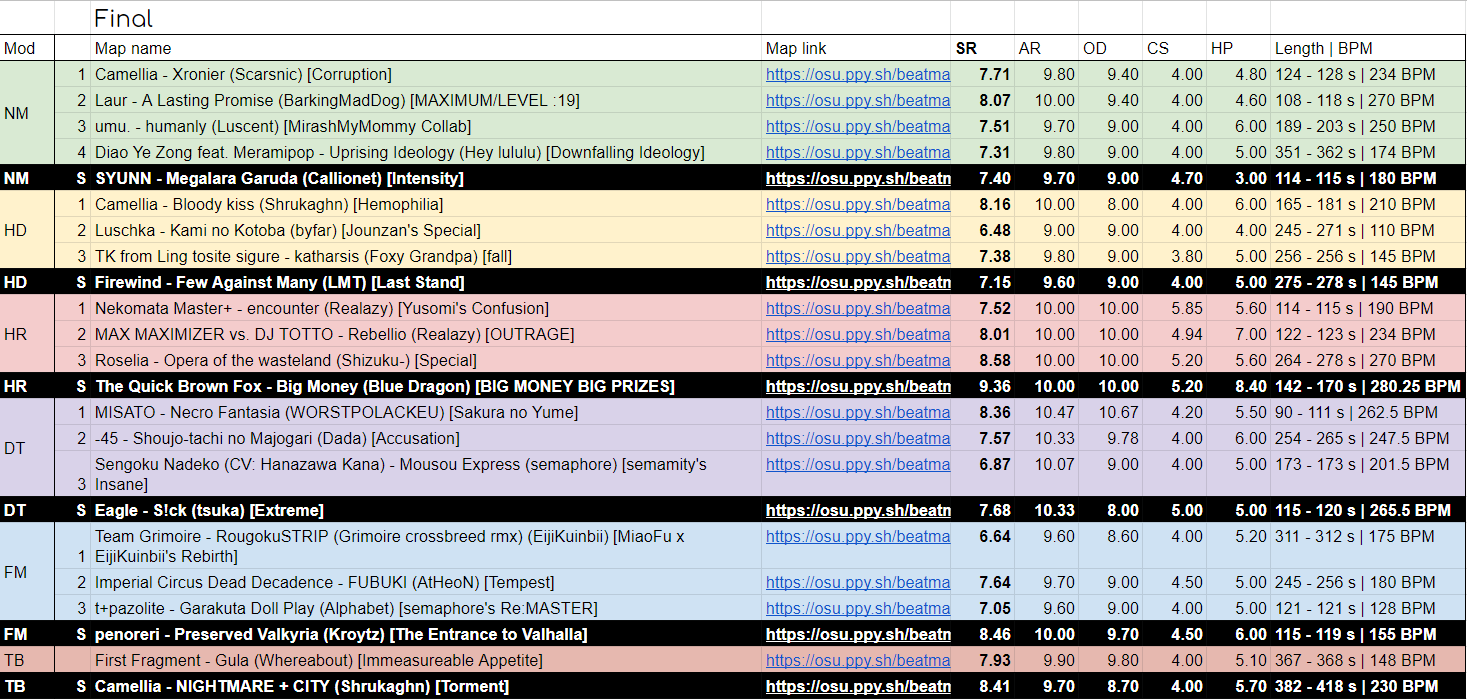 Final
Mod Map name Map link SR AR OD CS HP Length | BPM
1 Camellia - Xronier (Scarsnic) [Corruption] https://osu.ppy.sh/beatma 7.71 9.80 9.40 4.00 4.80 124 - 128 s | 234 BPM
2 Laur - A Lasting Promise (BarkingMadDog) [MAXIMUM/LEVEL :19] https://osu.ppy.sh/beatma 8.07 10.00 9.40 4.00 4.60 108 - 118 s | 270 BPM
NM
3 umu. - humanly (Luscent) [MirashMyMommy Collab] https://osu.ppy.sh/beatma 7.51 9.70 9.00 4.00 6.00 189 - 203 s | 250 BPM
4 Diao Ye Zong feat. Meramipop - Uprising Ideology (Hey lululu) [Downfalling Ideology] https://osu.ppy.sh/beatma 7.31 9.80 9.00 4.00 5.00 351 - 362 s | 174 BPM
NM S SYUNN - Megalara Garuda (Callionet) [Intensity] https://osu.ppy.sh/beatn 7.40 9.70 9.00 4.70 3.00 114 - 115 s | 180 BPM
1 Camellia - Bloody kiss (Shrukaghn) [Hemophilia] https://osu.ppy.sh/beatma 8.16 10.00 8.00 4.00 6.00 165 - 181 s | 210 BPM
HD 2 Luschka - Kami no Kotoba (byfar) [Jounzan's Special] https://osu.ppy.sh/beatma 6.48 9.00 9.00 4.00 4.00 245 - 271 s | 110 BPM
3 TK from Ling tosite sigure - katharsis (Foxy Grandpa) [fall] https://osu.ppy.sh/beatma 7.38 9.80 9.00 3.80 5.00 256 - 256 s | 145 BPM
HD S Firewind - Few Against Many (LMT) [Last Stand] https://osu.ppy.sh/beatn 7.15 9.60 9.00 4.00 5.00 275 - 278 s | 145 BPM
1 Nekomata Master+ - encounter (Realazy) [Yusomi's Confusion] https://osu.ppy.sh/beatma 7.52 10.00 10.00 5.85 5.60 114 - 115 s | 190 BPM
HR 2 MAX MAXIMIZER vs. DJ TOTTO - Rebellio (Realazy) [OUTRAGE] https://osu.ppy.sh/beatma 8.01 10.00 10.00 4.94 7.00 122 - 123 s | 234 BPM
3 Roselia - Opera of the wasteland (Shizuku-) [Special] https://osu.ppy.sh/beatma 8.58 10.00 10.00 5.20 5.60 264 - 278 s | 270 BPM
HR S The Quick Brown Fox - Big Money (Blue Dragon) [BIG MONEY BIG PRIZES] https://osu.ppy.sh/beatn 9.36 10.00 10.00 5.20 8.40 142 - 170 s | 280.25 BPM
1 MISATO - Necro Fantasia (WORSTPOLACKEU) [Sakura no Yume] https://osu.ppy.sh/beatma 8.36 10.47 10.67 4.20 5.50 90 - 111 s | 262.5 BPM
2 -45 - Shoujo-tachi no Majogari (Dada) [Accusation] https://osu.ppy.sh/beatma 7.57 10.33 9.78 4.00 6.00 254 - 265 s | 247.5 BPM
DT
Sengoku Nadeko (CV: Hanazawa Kana) - Mousou Express (semaphore) [semamity's https://osu.ppy.sh/beatma 6.87 10.07 9.00 4.00 5.00 173 - 173 s | 201.5 BPM
3 Insane]
DT S Eagle - S!ck (tsuka) [Extreme] https://osu.ppy.sh/beatn 7.68 10.33 8.00 5.00 5.00 115 - 120 s | 265.5 BPM
Team Grimoire - RougokuSTRIP (Grimoire crossbreed rmx) (EijiKuinbii) [MiaoFu x https://osu.ppy.sh/beatma 6.64 9.60 8.60 4.00 5.20 311 - 312 s | 175 BPM
1 EijiKuinbii's Rebirth]
FM
2 Imperial Circus Dead Decadence - FUBUKI (AtHeoN) [Tempest] https://osu.ppy.sh/beatma 7.64 9.70 9.00 4.50 5.00 245 - 256 s | 180 BPM
3 t+pazolite - Garakuta Doll Play (Alphabet) [semaphore's Re:MASTER] https://osu.ppy.sh/beatma 7.05 9.60 9.00 4.00 5.00 121 - 121 s | 128 BPM
FM S penoreri - Preserved Valkyria (Kroytz) [The Entrance to Valhalla] https://osu.ppy.sh/beatn 8.46 10.00 9.70 4.50 6.00 115 - 119 s | 155 BPM
TB First Fragment - Gula (Whereabout) [Immeasureable Appetite] https://osu.ppy.sh/beatma 7.93 9.90 9.80 4.00 5.10 367 - 368 s | 148 BPM
TB S Camellia - NIGHTMARE + CITY (Shrukaghn) [Torment] https://osu.ppy.sh/beatn 8.41 9.70 8.70 4.00 5.70 382 - 418 s | 230 BPM